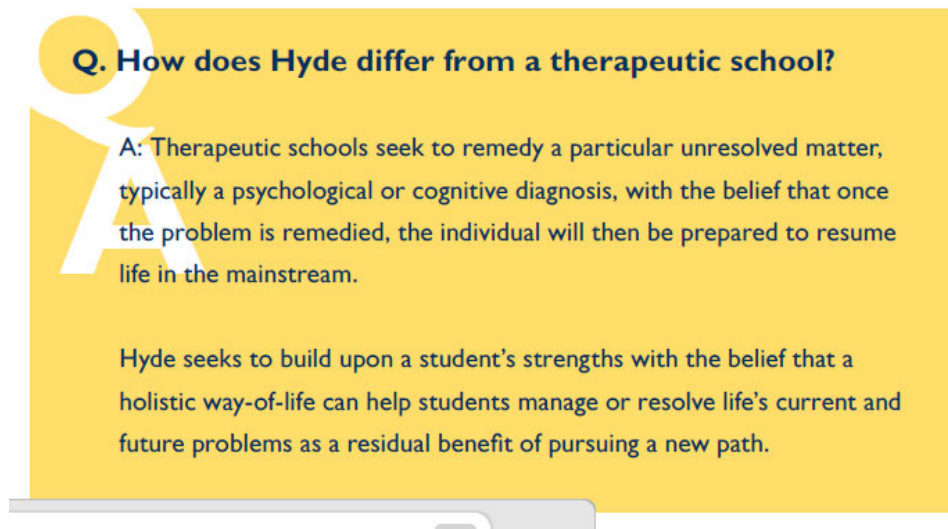 Q. How does Hyde differ from a therapeutic school?
A: Therapeutic schools seek to remedy a particular unresolved matter,
typically a psychological or cognitive diagnosis, with the belief that once
the problem is remedied, the individual will then be prepared to resume
life in the mainstream.
Hyde seeks to build upon a student's strengths with the belief that a
holistic way-of-life can help students manage or resolve life's current and
future problems as a residual benefit of pursuing a new path.
QA